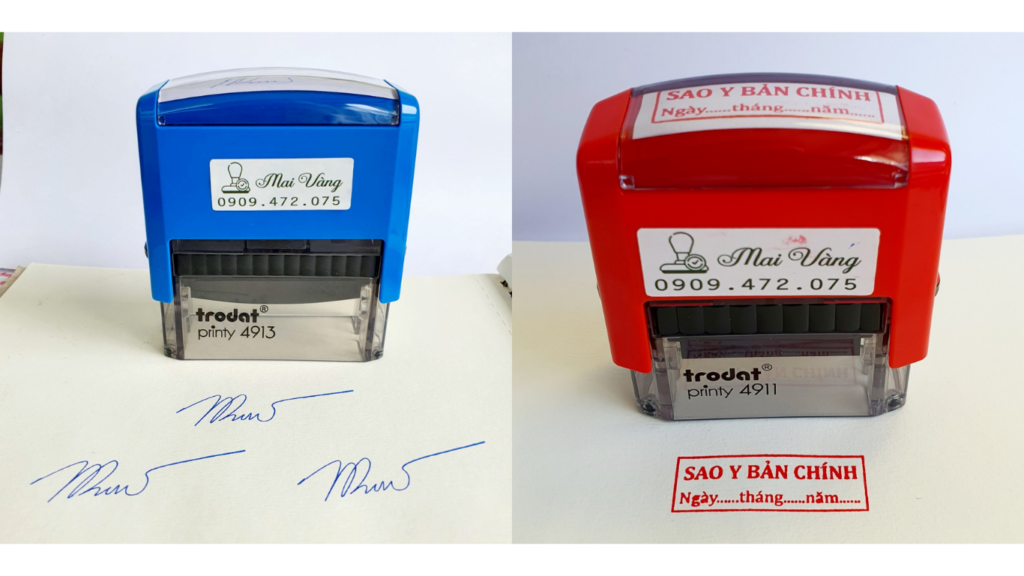 Mai Vàng
0909.472.075
trodat®
printy 4913
SAO Y BẢN CHÍNH
Ngày......tháng......năm......
Mai Vàng
0909.472.075
trodat®
printy 4911
SAO Y BẢN CHÍNH
Ngày......tháng......năm......